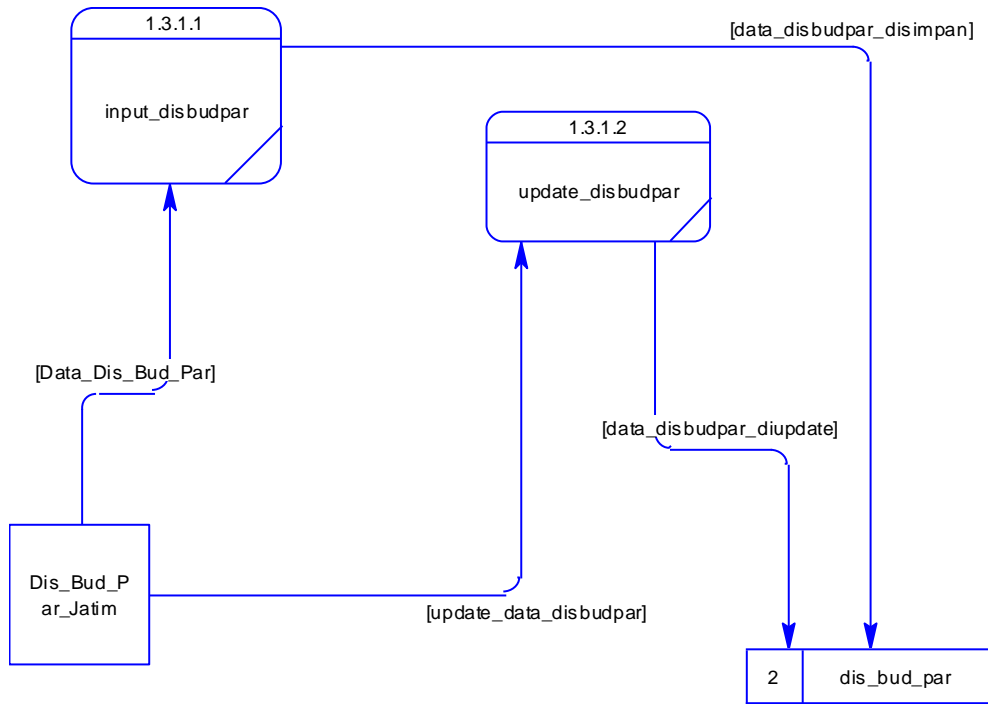 1.3.1.1
input_disbudpar
[data_disbudpar_disimpan]
1.3.1.2
update_disbudpar
[Data_Dis_Bud_Par]
[data_disbudpar_diupdate]
Dis_Bud_P
ar_Jatim
[update_data_disbudpar]
2
dis_bud_par